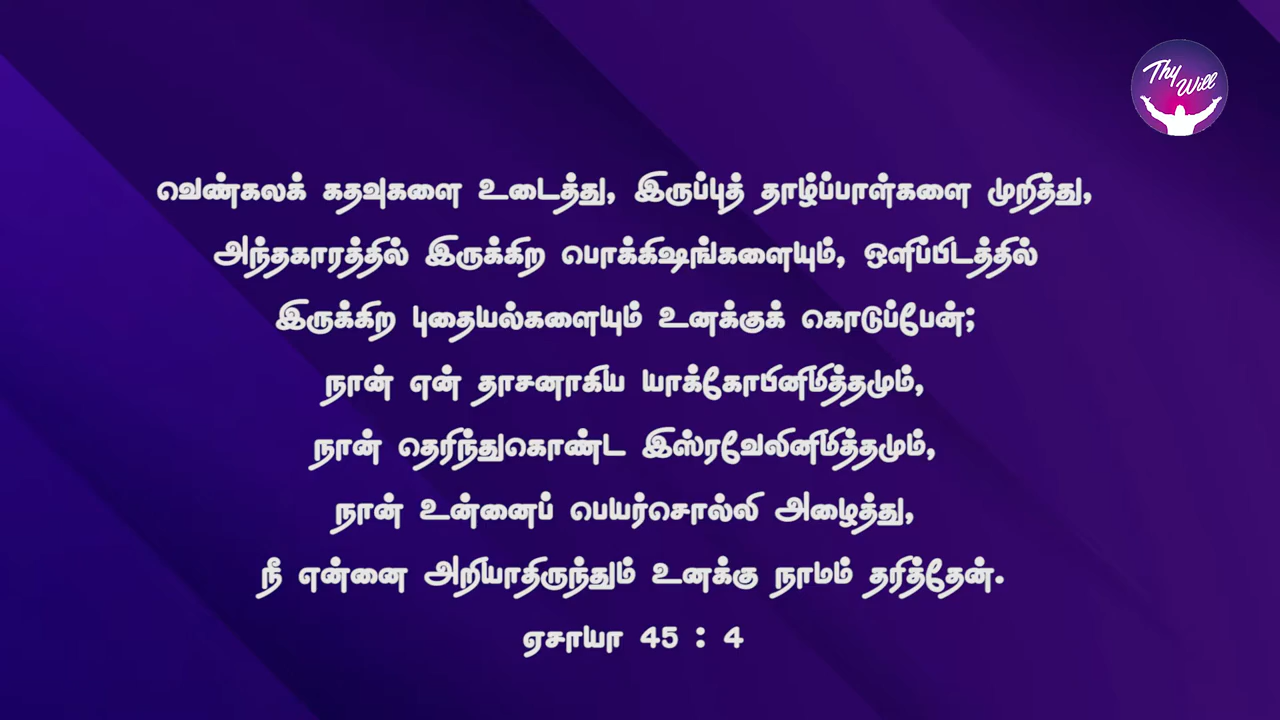 Thy
Will
வெண்கலக் கதவுகளை உடைத்து, இருப்புத் தாழ்ப்பாள்களை முறித்து,
அந்தகாரத்தில் இருக்கிற பொக்கிஷங்களையும், ஒளிப்பிடத்தில்
இருக்கிற புதையல்களையும் உனக்குக் கொடுப்பேன்;
நான் என் தாசனாகிய யாக்கோபினிமித்தமும்,
நான் தெரிந்துகொண்ட இஸ்ரவேலினிமித்தமும்,
நான் உன்னைப் பெயர்சொல்லி அழைத்து,
நீ என்னை அறியாதிருந்தும் உனக்கு நாமம் தரித்தேன்.
ஏசாயா 45 : 4